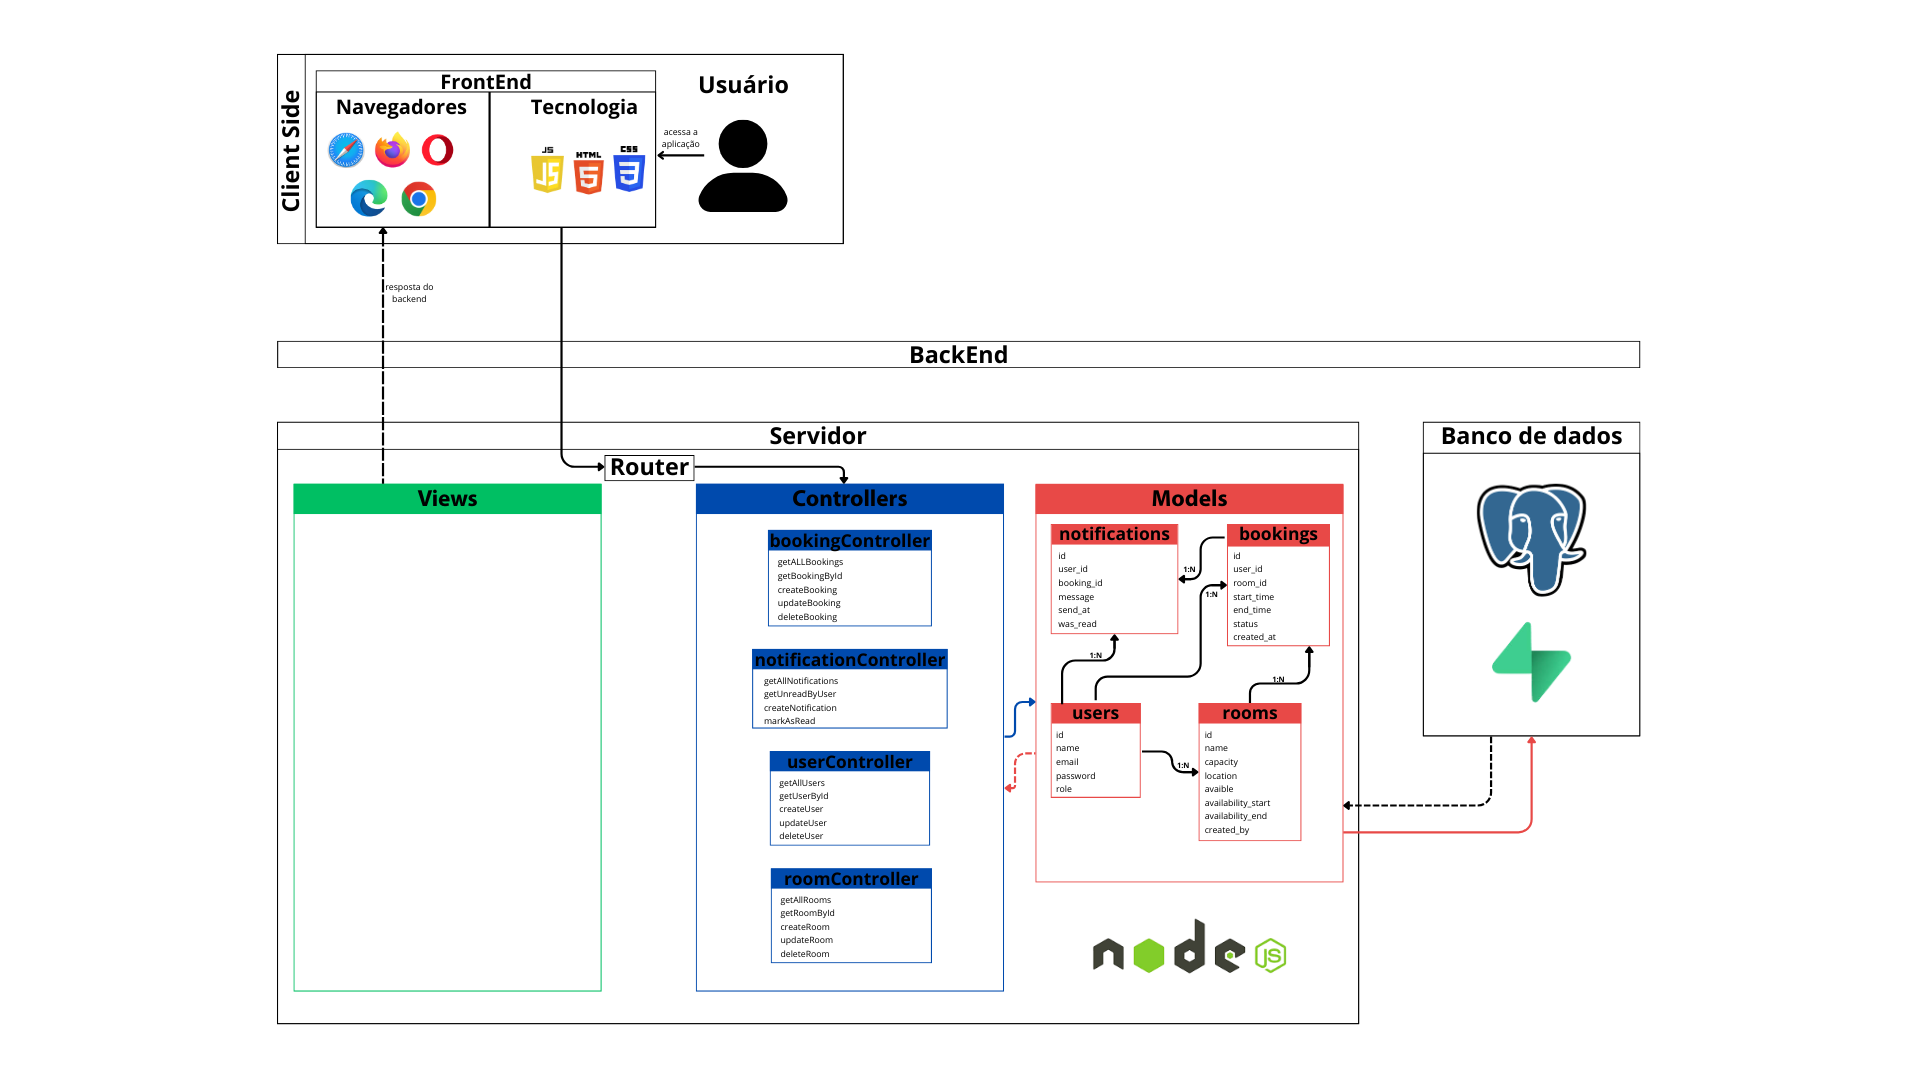 Client Side
FrontEnd
Navegadores
Tecnologia
JS
JS
HTML
5
CSS
3
acessa a
aplicação
Usuário
resposta do
backend
BackEnd
Servidor
Router
Views
Controllers
bookingController
getALLBookings
getBookingById
createBooking
updateBooking
deleteBooking
notificationController
getAllNotifications
getUnreadByUser
createNotification
markAsRead
userController
getAllUsers
getUserById
createUser
updateUser
deleteUser
roomController
getAllRooms
getRoomById
createRoom
updateRoom
deleteRoom
Models
notifications
id
user_id
booking_id
message
send_at
was_read
bookings
id
user_id
room_id
start_time
end_time
status
created_at
1:N
1:N
1:N
1:N
users
id
name
email
password
role
1:N
rooms
id
name
capacity
location
avaible
availability_start
availability_end
created_by
node
JS
Banco de dados